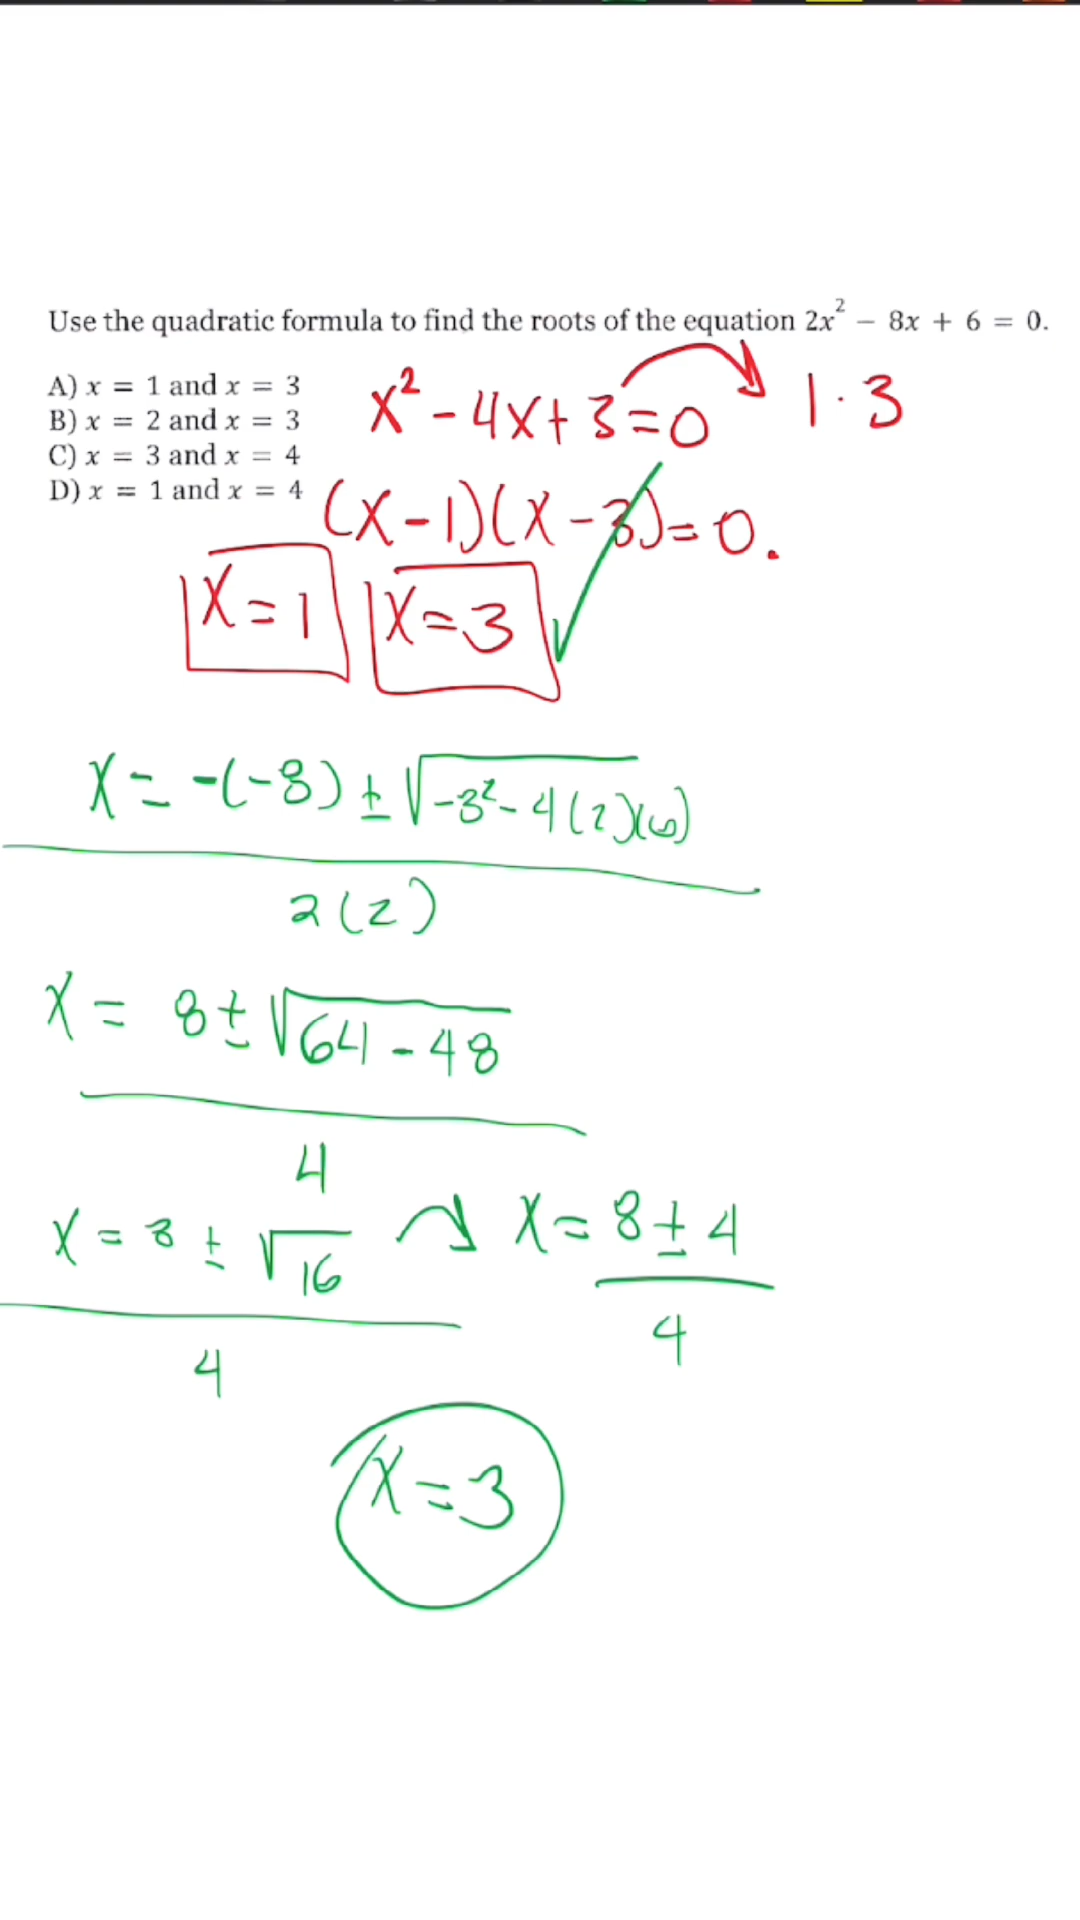 Use the quadratic formula to find the roots of the equation 2x² − 8x + 6 = 0.
A) x = 1 and x = 3
B) x = 2 and x = 3
C) x = 3 and x = 4
D) x = 1 and x = 4
x² - 4x + 3 = 0 1 · 3
(x - 1)(x - 3) = 0.
x = 1 x = 3 ✓
x = -(-8) ± √-8² - 4(2)(6)
2(2)
x = 8 ± √64 - 48
4
x = 8 ± √16 x = 8 ± 4
4 4
x = 3